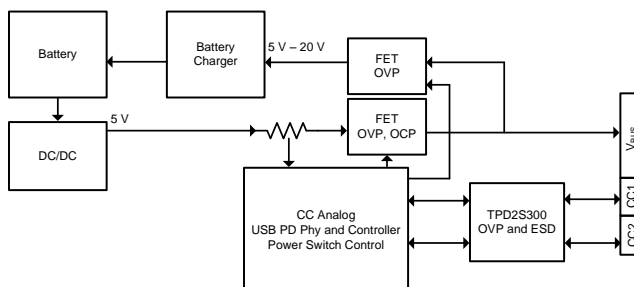 Battery
Battery
Charger
5 V – 20 V
FET
OVP
5 V
DC/DC
FET
OVP, OCP
VBUS
CC Analog
USB PD Phy and Controller
Power Switch Control
TPD2S300
OVP and ESD
CC1
CC2